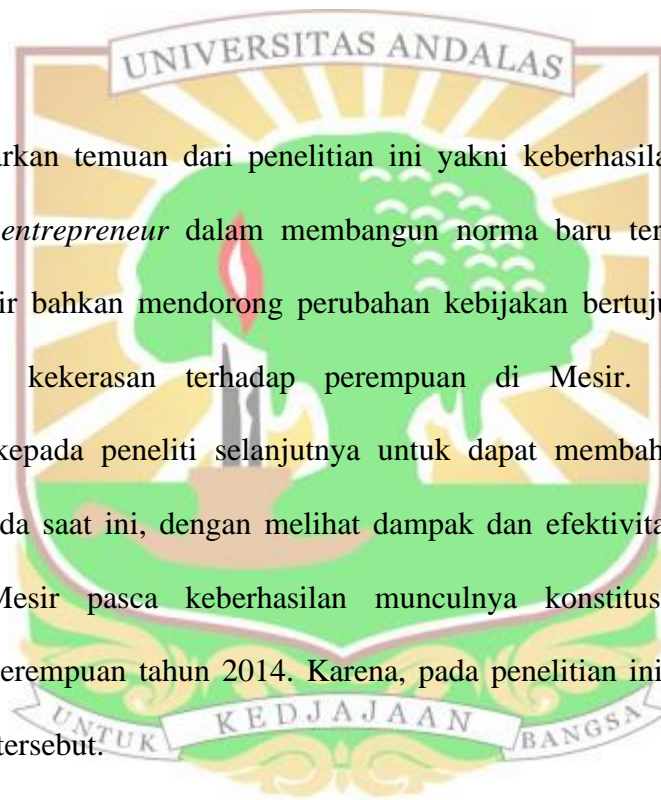 UNIVERSITAS ANDALAS
arkan temuan dari penelitian ini yakni keberhasila
entrepreneur dalam membangun norma baru ter
ir bahkan mendorong perubahan kebijakan bertuju
kekerasan terhadap perempuan di Mesir.
kepada peneliti selanjutnya untuk dapat membah
da saat ini, dengan melihat dampak dan efektivita
Mesir pasca keberhasilan munculnya konstitus
perempuan tahun 2014. Karena, pada penelitian ini
tersebut.
UNTUK KEDJAJAAN BANGSA